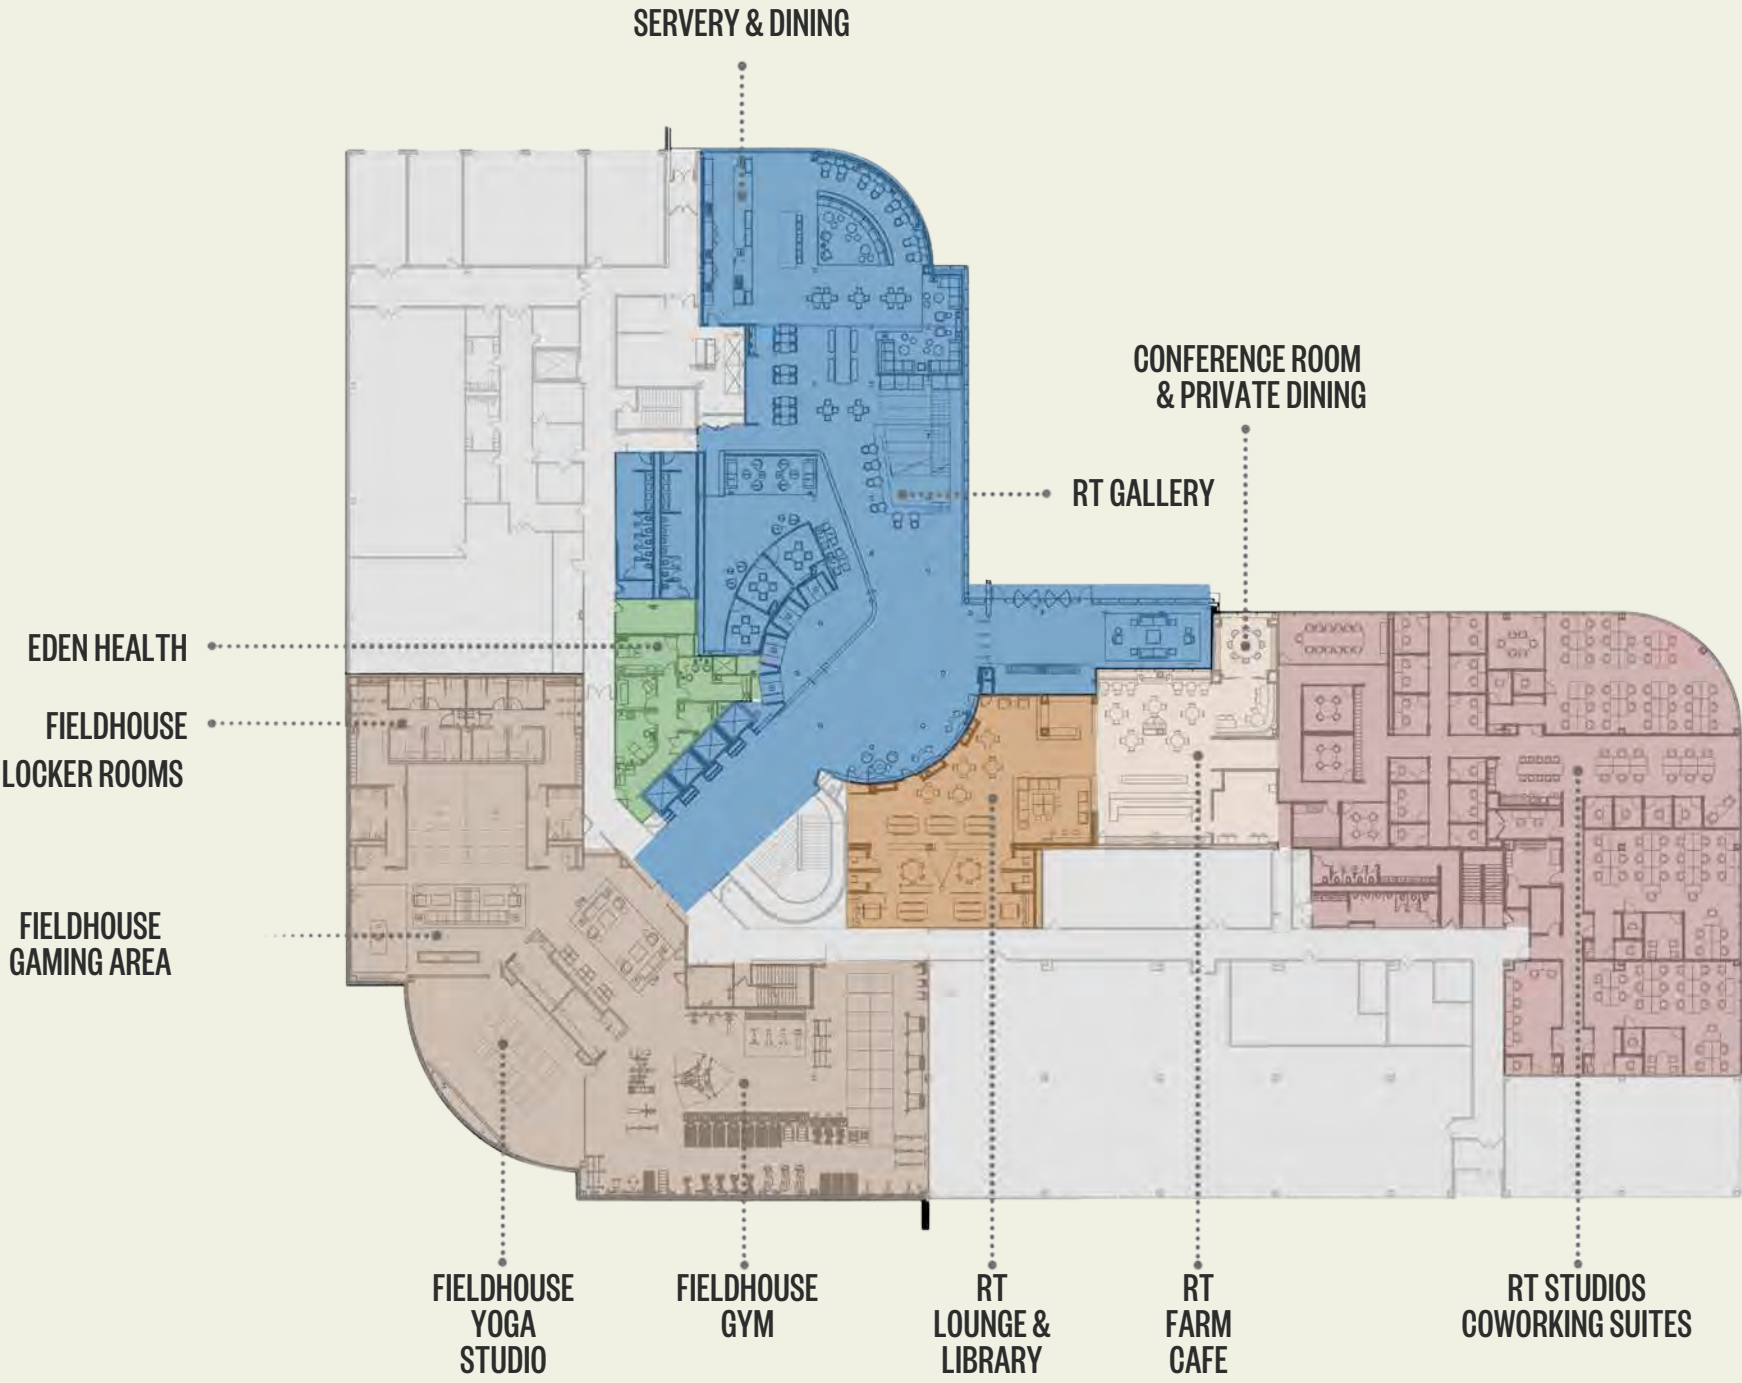 SERVERY & DINING
CONFERENCE ROOM
& PRIVATE DINING
RT GALLERY
EDEN HEALTH
FIELDHOUSE
LOCKER ROOMS
FIELDHOUSE
GAMING AREA
FIELDHOUSE
YOGA
STUDIO
FIELDHOUSE
GYM
RT
LOUNGE &
LIBRARY
RT
FARM
CAFE
RT STUDIOS
COWORKING SUITES